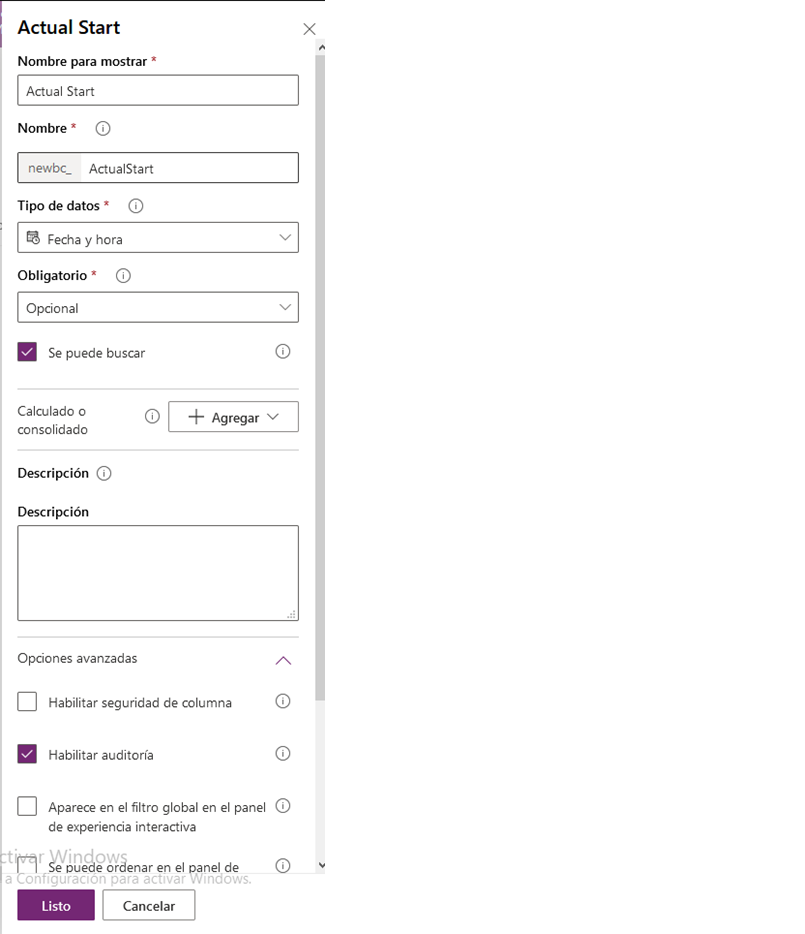 Actual Start
Nombre para mostrar *
Actual Start
Nombre *
newbc_ ActualStart
Tipo de datos *
Fecha y hora
Obligatorio *
Opcional
Se puede buscar
Calculado o
consolidado
Agregar
Descripción
Descripción
Opciones avanzadas
Habilitar seguridad de columna
Habilitar auditoría
Aparece en el filtro global en el panel
de experiencia interactiva
ctivar Windows
Se puede ordenar en el panel de
a Configuración para activar Windows.
Listo Cancelar